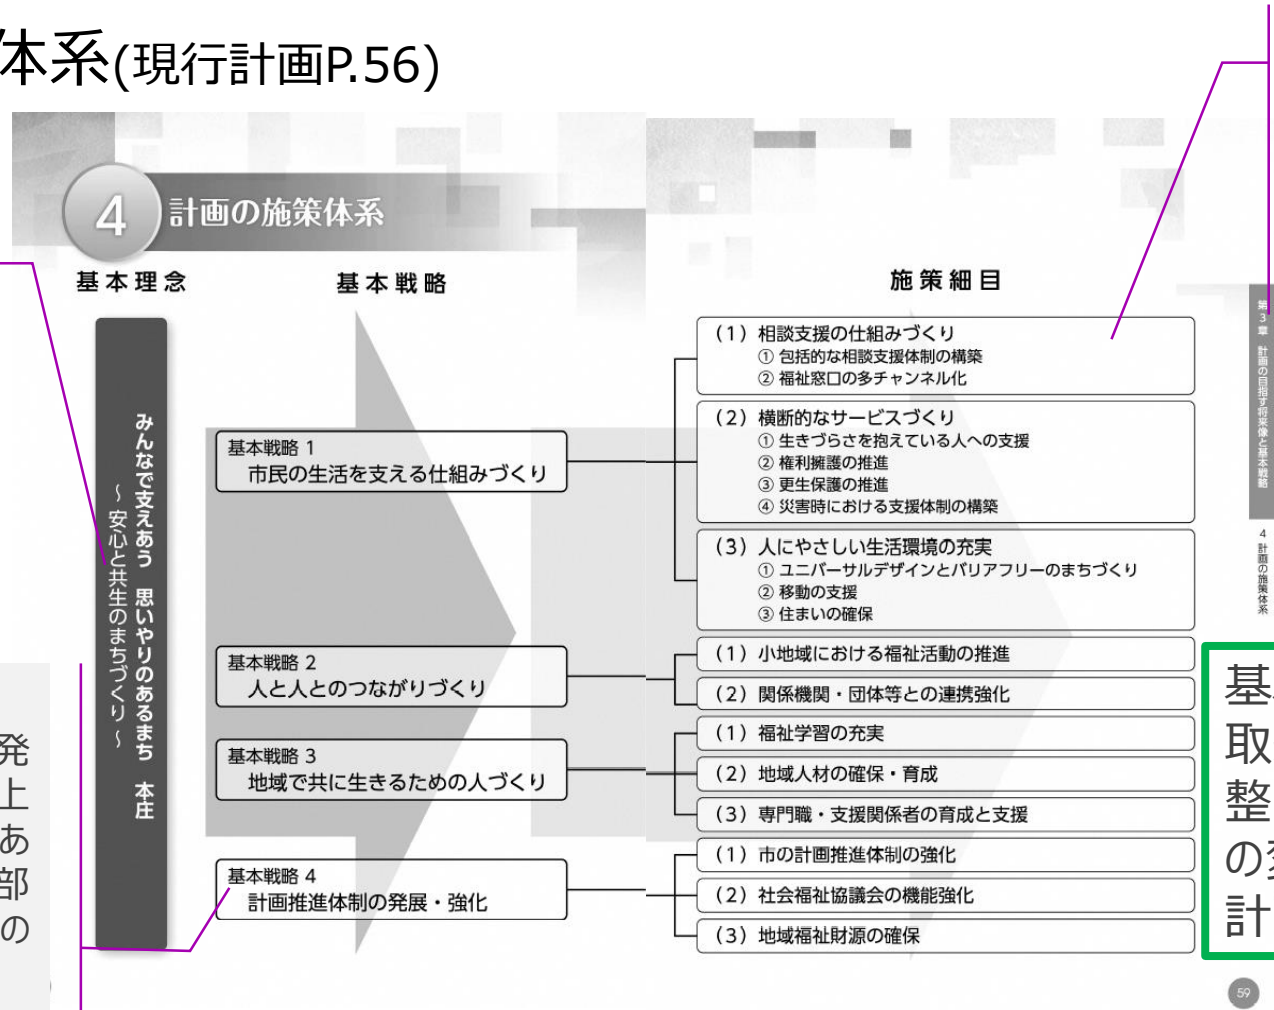 体系(現行計画P.56)
4 計画の施策体系
基本理念
基本戦略
施策細目
みんなで支えあう 思いやりのあるまち 本庄
～ 安心と共生のまちづくり ～
基本戦略 1
市民の生活を支える仕組みづくり
(1) 相談支援の仕組みづくり
① 包括的な相談支援体制の構築
② 福祉窓口の多チャンネル化
(2) 横断的なサービスづくり
① 生きづらさを抱えている人への支援
② 権利擁護の推進
③ 更生保護の推進
④ 災害時における支援体制の構築
(3) 人にやさしい生活環境の充実
① ユニバーサルデザインとバリアフリーのまちづくり
② 移動の支援
③ 住まいの確保
基本戦略 2
人と人とのつながりづくり
(1) 小地域における福祉活動の推進
(2) 関係機関・団体等との連携強化
基本戦略 3
地域で共に生きるための人づくり
(1) 福祉学習の充実
(2) 地域人材の確保・育成
(3) 専門職・支援関係者の育成と支援
基本戦略 4
計画推進体制の発展・強化
(1) 市の計画推進体制の強化
(2) 社会福祉協議会の機能強化
(3) 地域福祉財源の確保
第3章 計画の目指す将来像と基本戦略
4 計画の施策体系
発
上
あ
部
の
基
取
整
の
計
59